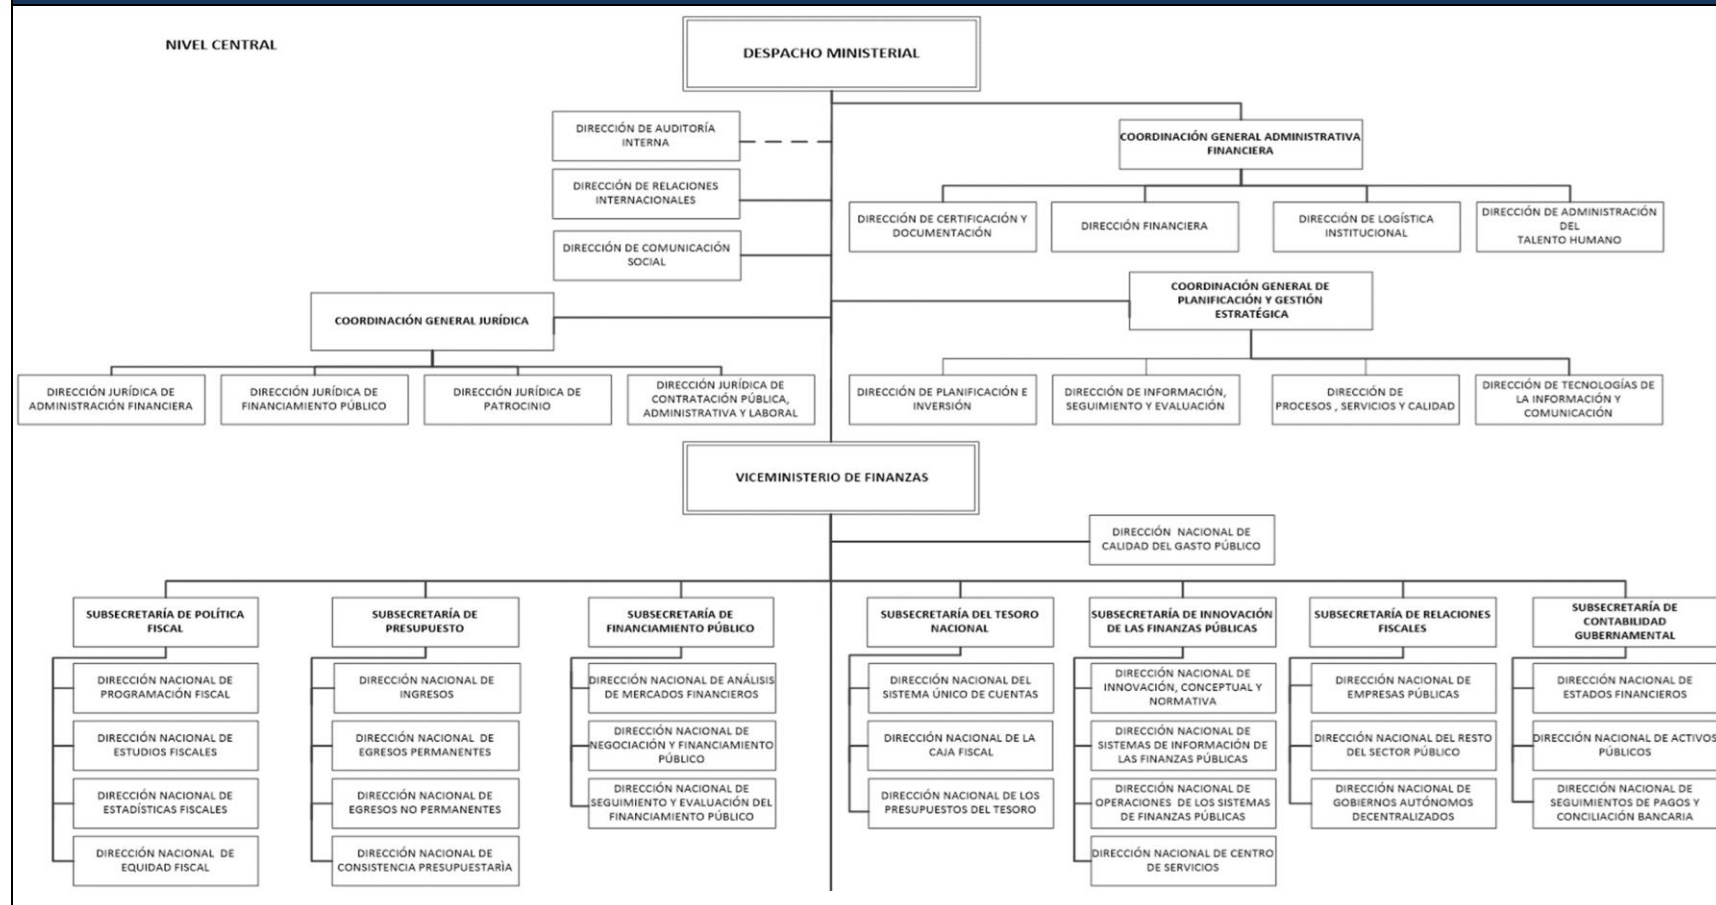 NIVEL CENTRAL
DESPACHO MINISTERIAL
DIRECCIÓN DE AUDITORÍA
INTERNA
DIRECCIÓN DE RELACIONES
INTERNACIONALES
DIRECCIÓN DE COMUNICACIÓN
SOCIAL
COORDINACIÓN GENERAL ADMINISTRATIVA
FINANCIERA
DIRECCIÓN DE CERTIFICACIÓN Y
DOCUMENTACIÓN
DIRECCIÓN FINANCIERA
DIRECCIÓN DE LOGÍSTICA
INSTITUCIONAL
DIRECCIÓN DE ADMINISTRACIÓN
DEL
TALENTO HUMANO
COORDINACIÓN GENERAL JURÍDICA
DIRECCIÓN JURÍDICA DE
ADMINISTRACIÓN FINANCIERA
DIRECCIÓN JURÍDICA DE
FINANCIAMIENTO PÚBLICO
DIRECCIÓN JURÍDICA DE
PATROCINIO
DIRECCIÓN JURÍDICA DE
CONTRATACIÓN PÚBLICA,
ADMINISTRATIVA Y LABORAL
COORDINACIÓN GENERAL DE
PLANIFICACIÓN Y GESTIÓN
ESTRATÉGICA
DIRECCIÓN DE PLANIFICACIÓN E
INVERSIÓN
DIRECCIÓN DE INFORMACIÓN,
SEGUIMIENTO Y EVALUACIÓN
DIRECCIÓN DE
PROCESOS , SERVICIOS Y CALIDAD
DIRECCIÓN DE TECNOLOGÍAS DE
LA INFORMACIÓN Y
COMUNICACIÓN
VICEMINISTERIO DE FINANZAS
DIRECCIÓN NACIONAL DE
CALIDAD DEL GASTO PÚBLICO
SUBSECRETARÍA DE POLÍTICA
FISCAL
DIRECCIÓN NACIONAL DE
PROGRAMACIÓN FISCAL
DIRECCIÓN NACIONAL DE
ESTUDIOS FISCALES
DIRECCIÓN NACIONAL DE
ESTADÍSTICAS FISCALES
DIRECCIÓN NACIONAL DE
EQUIDAD FISCAL
SUBSECRETARÍA DE
PRESUPUESTO
DIRECCIÓN NACIONAL DE
INGRESOS
DIRECCIÓN NACIONAL DE
EGRESOS PERMANENTES
DIRECCIÓN NACIONAL DE
EGRESOS NO PERMANENTES
DIRECCIÓN NACIONAL DE
CONSISTENCIA PRESUPUESTARÌA
SUBSECRETARÍA DE
FINANCIAMIENTO PÚBLICO
DIRECCIÓN NACIONAL DE ANÁLISIS
DE MERCADOS FINANCIEROS
DIRECCIÓN NACIONAL DE
NEGOCIACIÓN Y FINANCIAMIENTO
PÚBLICO
DIRECCIÓN NACIONAL DE
SEGUIMIENTO Y EVALUACIÓN DEL
FINANCIAMIENTO PÚBLICO
SUBSECRETARÍA DEL TESORO
NACIONAL
DIRECCIÓN NACIONAL DEL
SISTEMA ÚNICO DE CUENTAS
DIRECCIÓN NACIONAL DE LA
CAJA FISCAL
DIRECCIÓN NACIONAL DE LOS
PRESUPUESTOS DEL TESORO
SUBSECRETARÍA DE INNOVACIÓN
DE LAS FINANZAS PÚBLICAS
DIRECCIÓN NACIONAL DE
INNOVACIÓN, CONCEPTUAL Y
NORMATIVA
DIRECCIÓN NACIONAL DE
SISTEMAS DE INFORMACIÓN DE
LAS FINANZAS PÚBLICAS
DIRECCIÓN NACIONAL DE
OPERACIONES DE LOS SISTEMAS
DE FINANZAS PÚBLICAS
DIRECCIÓN NACIONAL DE CENTRO
DE SERVICIOS
SUBSECRETARÍA DE RELACIONES
FISCALES
DIRECCIÓN NACIONAL DE
EMPRESAS PÚBLICAS
DIRECCIÓN NACIONAL DEL RESTO
DEL SECTOR PÚBLICO
DIRECCIÓN NACIONAL DE
GOBIERNOS AUTÓNOMOS
DECENTRALIZADOS
SUBSECRETARÍA DE
CONTABILIDAD
GUBERNAMENTAL
DIRECCIÓN NACIONAL DE
ESTADOS FINANCIEROS
DIRECCIÓN NACIONAL DE ACTIVOS
PÚBLICOS
DIRECCIÓN NACIONAL DE
SEGUIMIENTOS DE PAGOS Y
CONCILIACIÓN BANCARIA